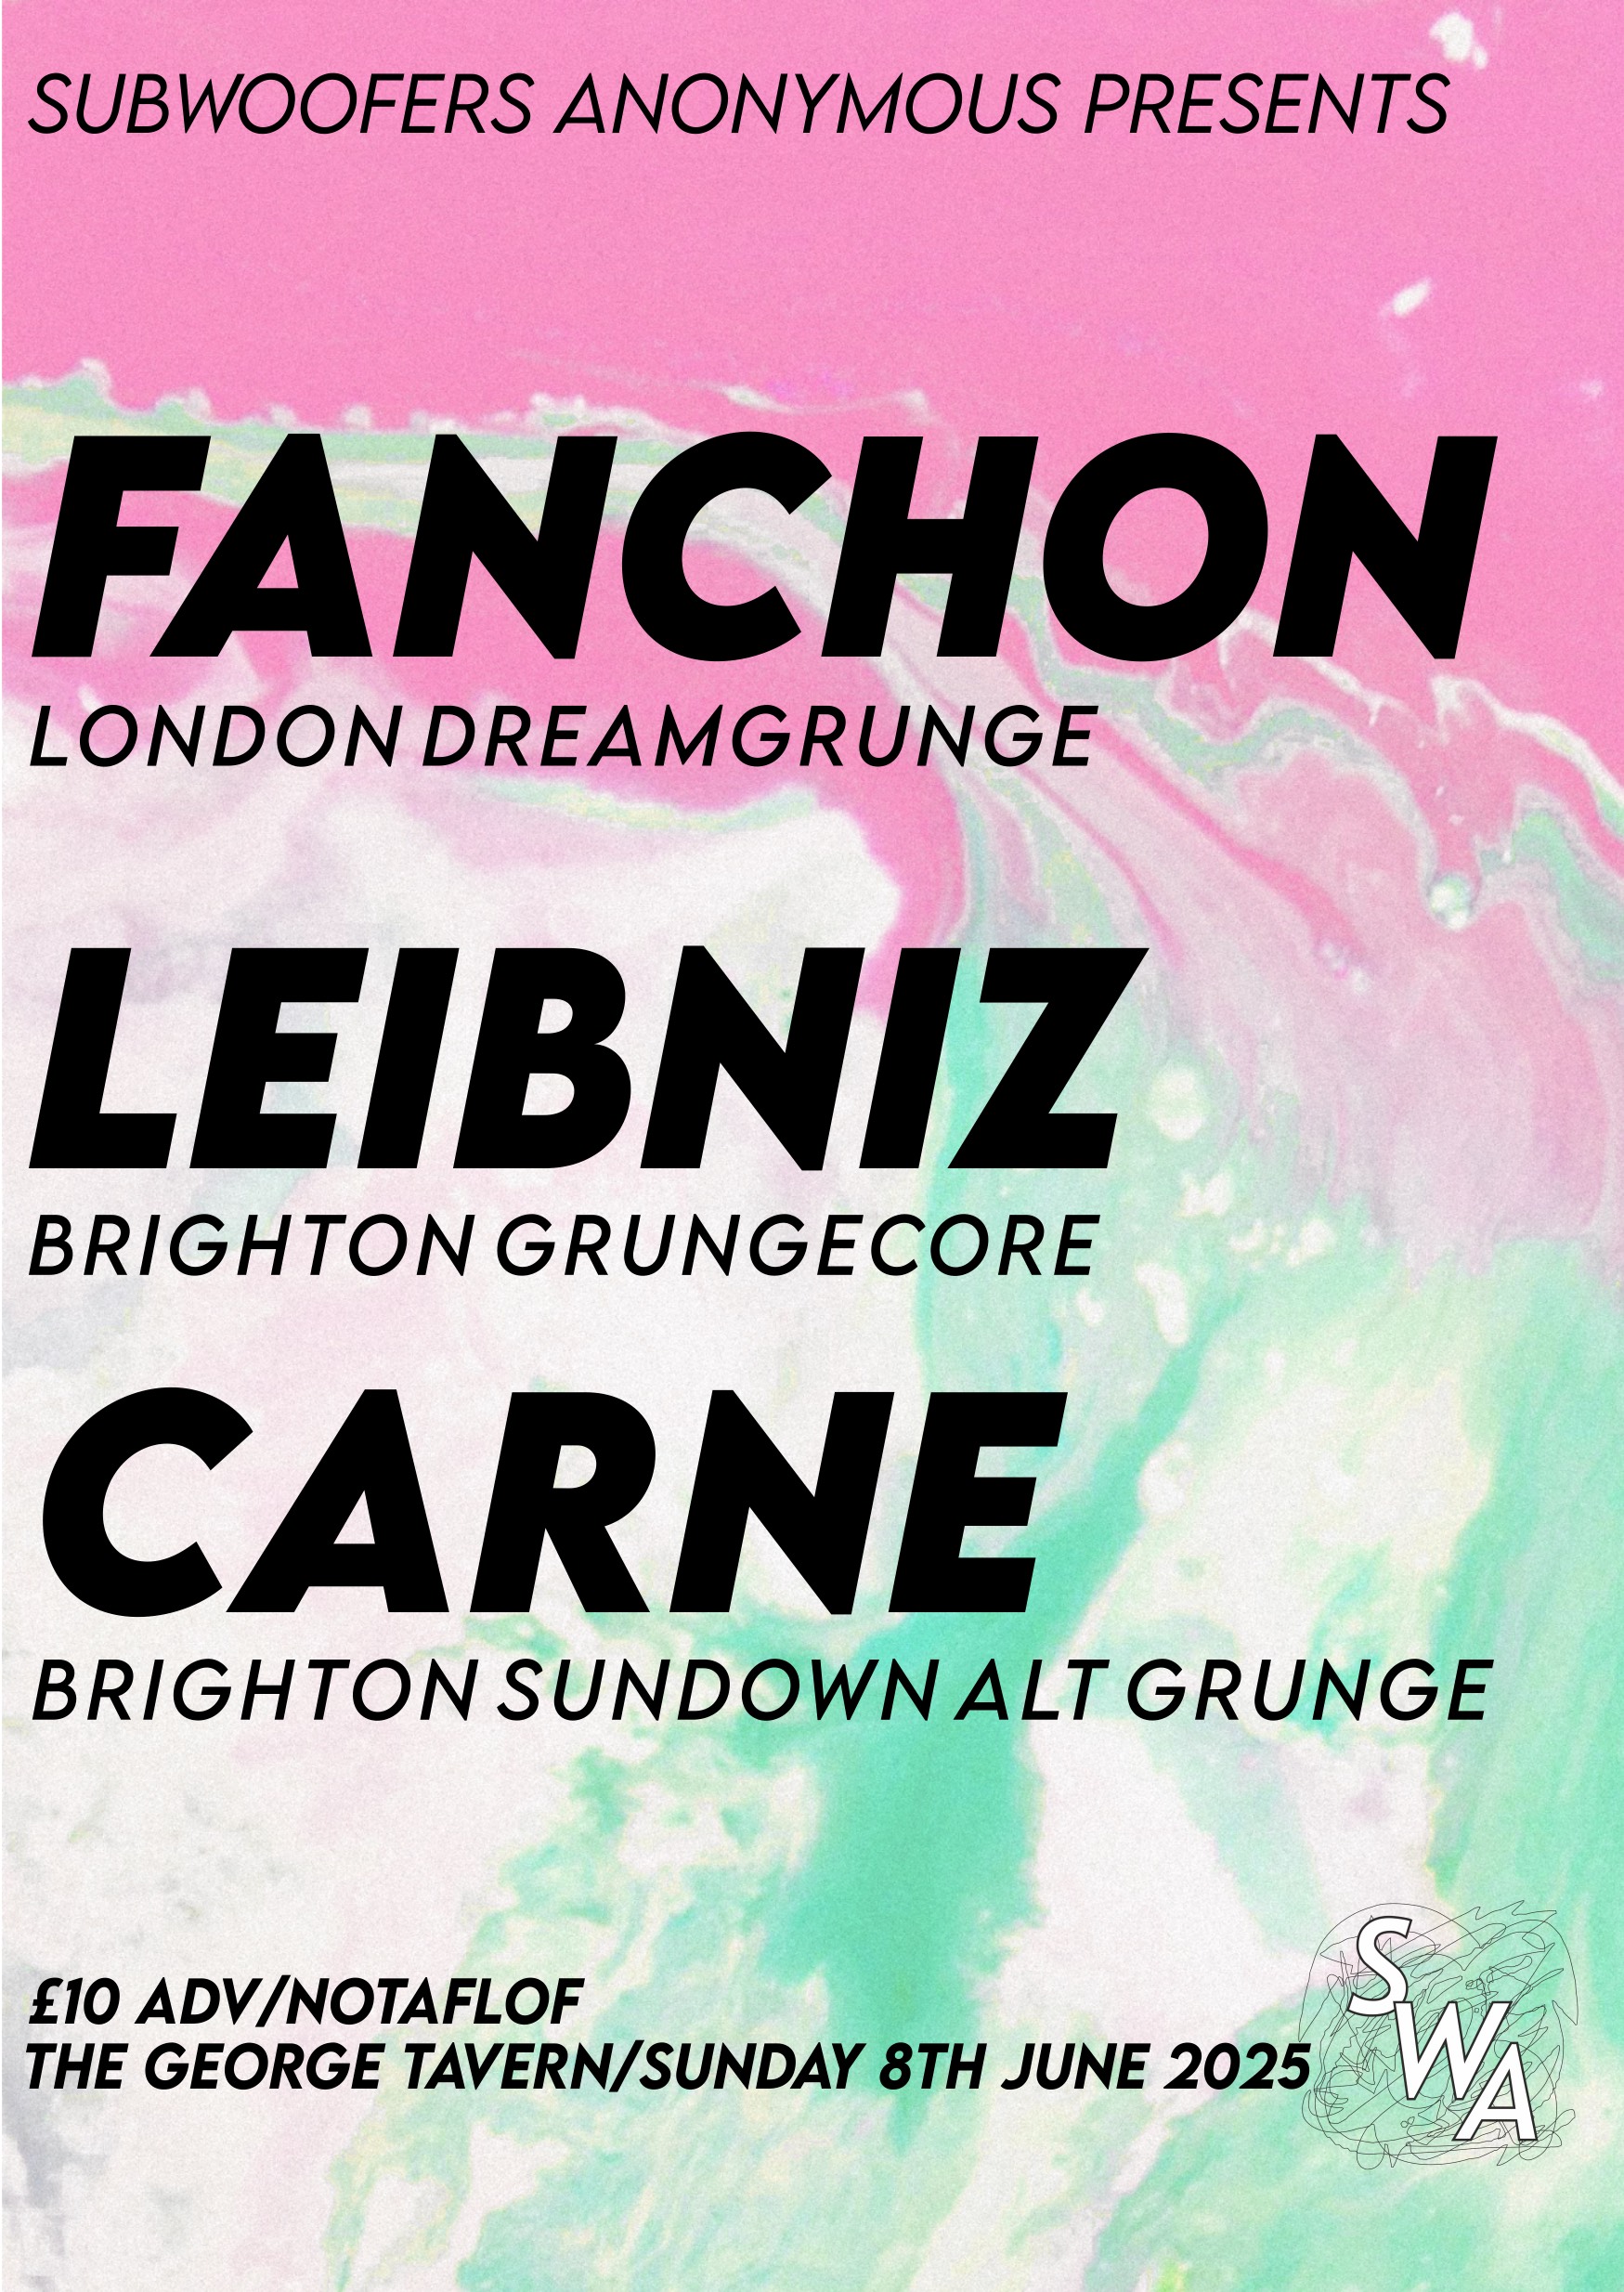 SUBWOOFERS ANONYMOUS PRESENTS
FANCHON
LONDON DREAMGRUNGE
LEIBNIZ
BRIGHTON GRUNGECORE
CARNE
BRIGHTON SUNDOWN ALT GRUNGE
£10 ADV/NOTAFLOF
THE GEORGE TAVERN/SUNDAY 8TH JUNE 2025
SWA